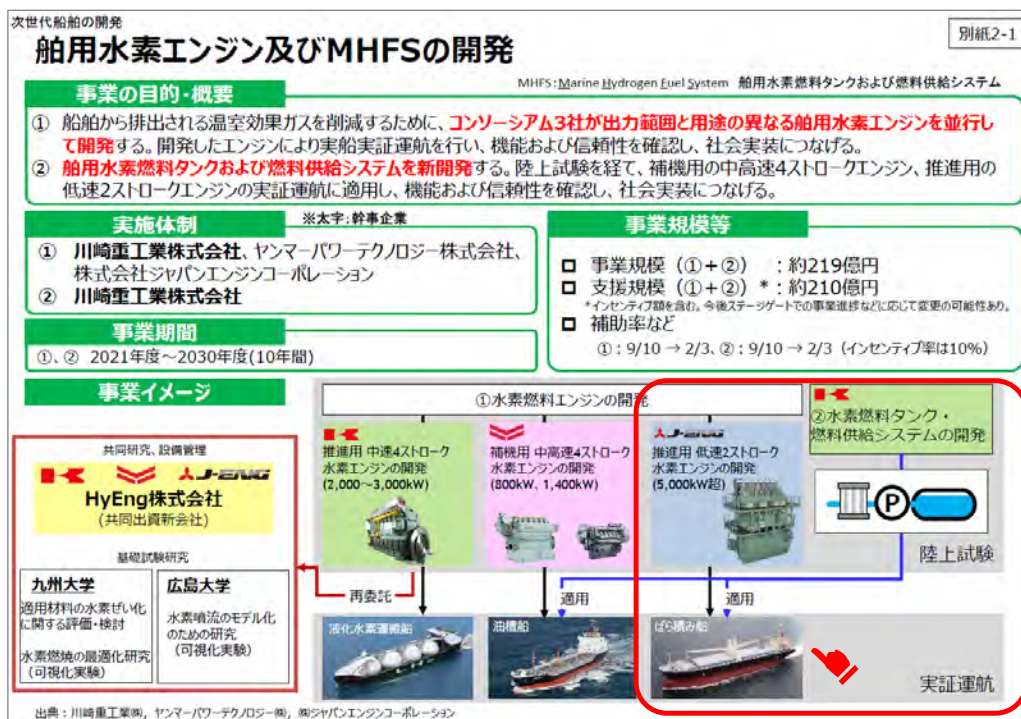 次世代船舶の開発
舶用水素エンジン及びMHFSの開発
別紙2-1
MHFS:Marine Hydrogen Fuel System 舶用水素燃料タンクおよび燃料供給システム
事業の目的・概要
① 船舶から排出される温室効果ガスを削減するために、コンソーシアム3社が出力範囲と用途の異なる舶用水素エンジンを並行し
て開発する。開発したエンジンにより実船実証運航を行い、機能および信頼性を確認し、社会実装につなげる。
② 舶用水素燃料タンクおよび燃料供給システムを新開発する。陸上試験を経て、補機用の中高速4ストロークエンジン、推進用の
低速2ストロークエンジンの実証運航に適用し、機能および信頼性を確認し、社会実装につなげる。
実施体制
※太字:幹事企業
① 川崎重工業株式会社、ヤンマーパワーテクノロジー株式会社、
株式会社ジャパンエンジンコーポレーション
② 川崎重工業株式会社
事業規模等
事業規模(①+②) :約219億円
支援規模(①+②)*:約210億円
*インセンティブ額を含む。今後ステージゲートでの事業進捗などに応じて変更の可能性あり。
補助率など
①:9/10 → 2/3、②:9/10 → 2/3 (インセンティブ率は10%)
事業期間
①、② 2021年度~2030年度(10年間)
事業イメージ
共同研究、設備管理
J-ENG
HyEng株式会社
(共同出資新会社)
基礎試験研究
九州大学
適用材料の水素ぜい化
に関する評価・検討
水素燃焼の最適化研究
(可視化実験)
広島大学
水素噴流のモデル化
のための研究
(可視化実験)
①水素燃料エンジンの開発
推進用 中速4ストローク
水素エンジンの開発
(2,000~3,000kW)
補機用 中高速4ストローク
水素エンジンの開発
(800kW、1,400kW)
J-ENG
推進用 低速2ストローク
水素エンジンの開発
(5,000kW超)
②水素燃料タンク・
燃料供給システムの開発
P
陸上試験
再委託
適用
適用
液化水素運搬船
油槽船
ばら積み船
実証運航
出典:川崎重工業㈱, ヤンマーパワーテクノロジー㈱, ㈱ジャパンエンジンコーポレーション